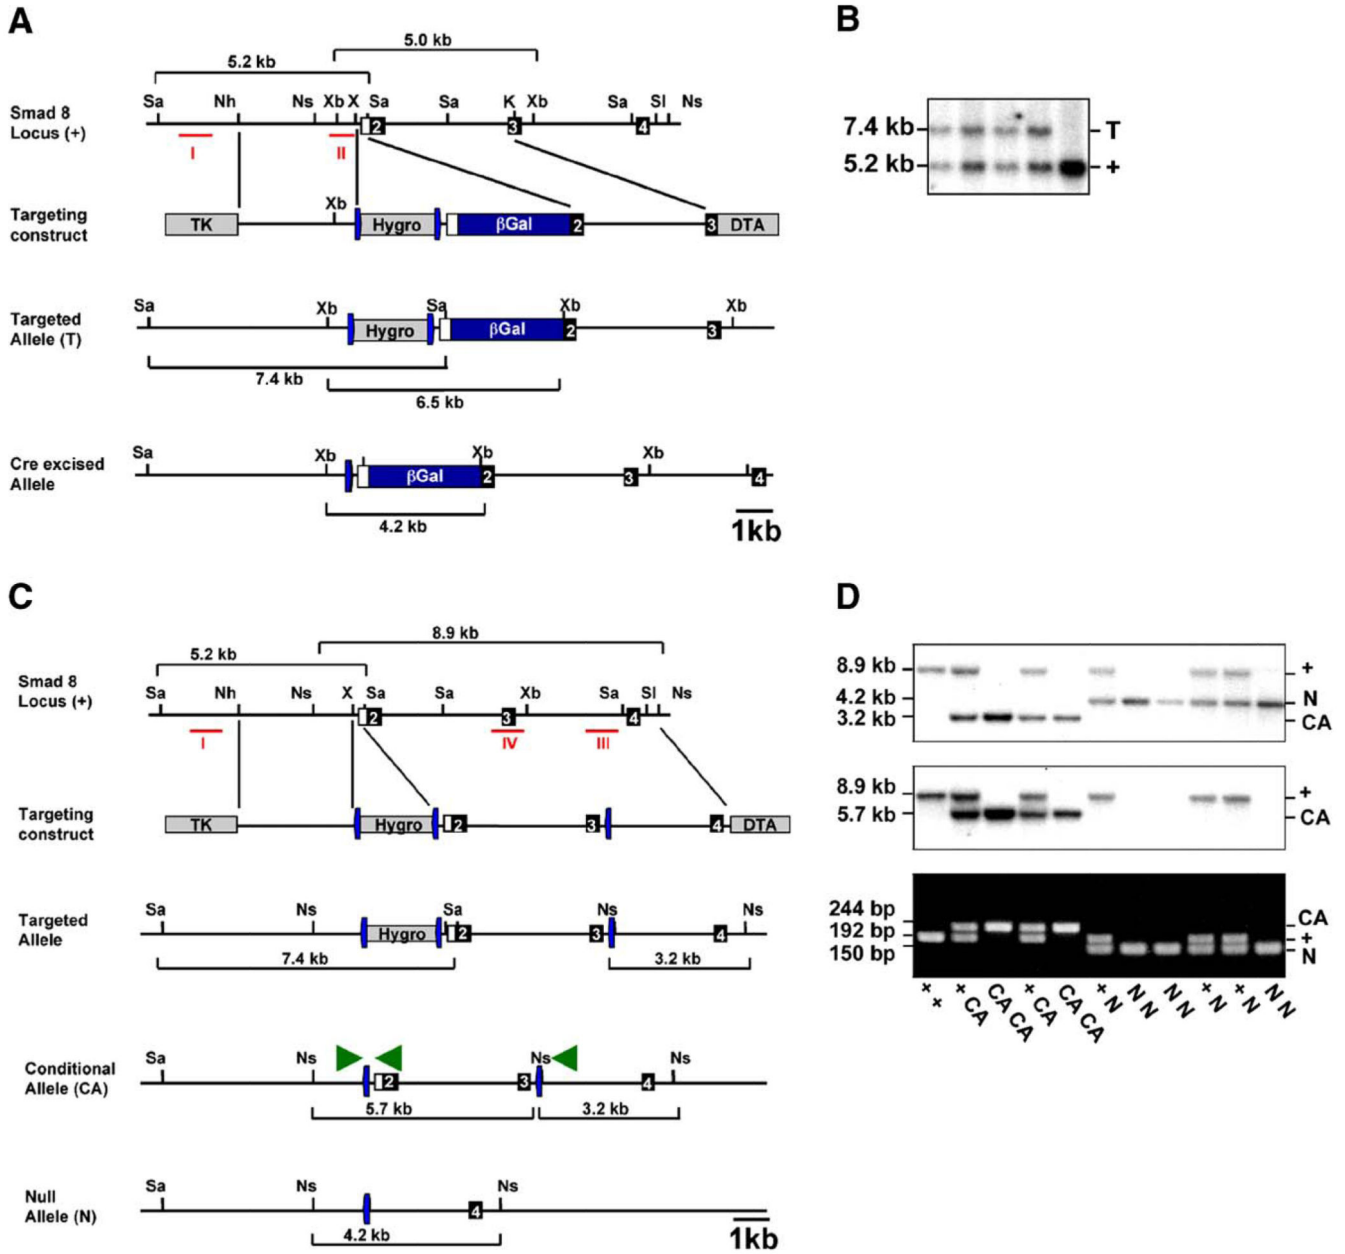 A
5.0 kb
5.2 kb
Sa Nh Ns Xb X Sa Sa K Xb Sa Sl Ns
Smad 8
Locus (+)
2 3 4
I II
Xb
Targeting
construct
TK Hygro βGal 2 3 DTA
Sa Xb Sa Xb Xb
Targeted
Allele (T)
Hygro βGal 2 3
7.4 kb
6.5 kb
Sa Xb Xb Xb
Cre excised
Allele
βGal 2 3 4
4.2 kb
1kb
B
7.4 kb T
5.2 kb +
C
8.9 kb
5.2 kb
Sa Nh Ns X Sa Sa Xb Sa Sl Ns
Smad 8
Locus (+)
2 3 4
I IV III
Targeting
construct
TK Hygro 2 3 4 DTA
Sa Ns Sa Ns Ns
Targeted
Allele
Hygro 2 3 4
7.4 kb 3.2 kb
Sa Ns Ns Ns
Conditional
Allele (CA)
2 3 4
5.7 kb 3.2 kb
Sa Ns Ns
Null
Allele (N)
4
4.2 kb
1kb
D
8.9 kb +
4.2 kb N
3.2 kb CA
8.9 kb +
5.7 kb CA
244 bp CA
192 bp +
150 bp N
+ + + CA CA CA + CA CA CA + N N N N N + N + N N N